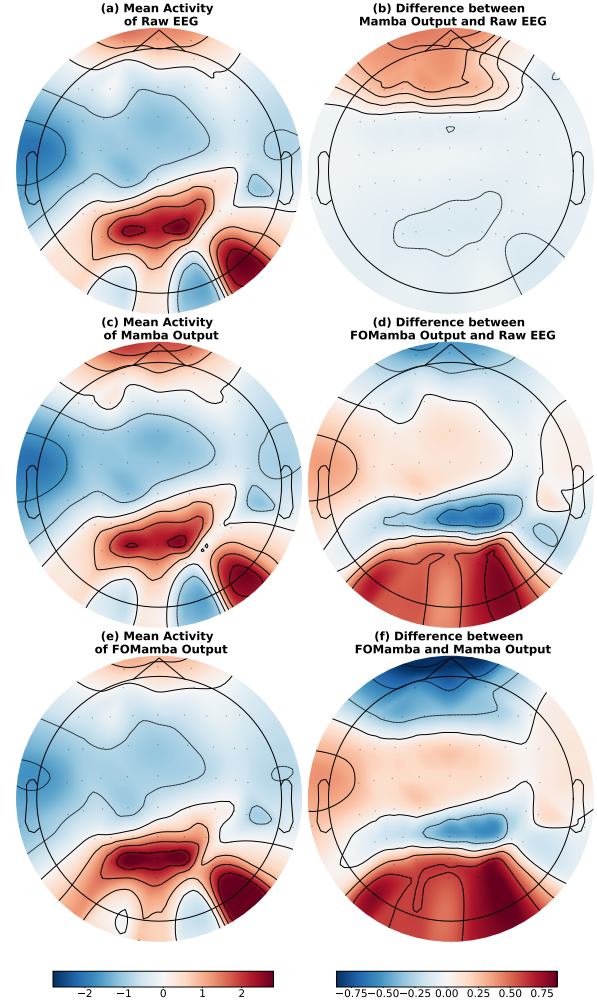 (a) Mean Activity
of Raw EEG
(b) Difference between
Mamba Output and Raw EEG
(c) Mean Activity
of Mamba Output
(d) Difference between
FOMamba Output and Raw EEG
(e) Mean Activity
of FOMamba Output
(f) Difference between
FOMamba and Mamba Output
−2 −1 0 1 2
−0.75 −0.50 −0.25 0.00 0.25 0.50 0.75